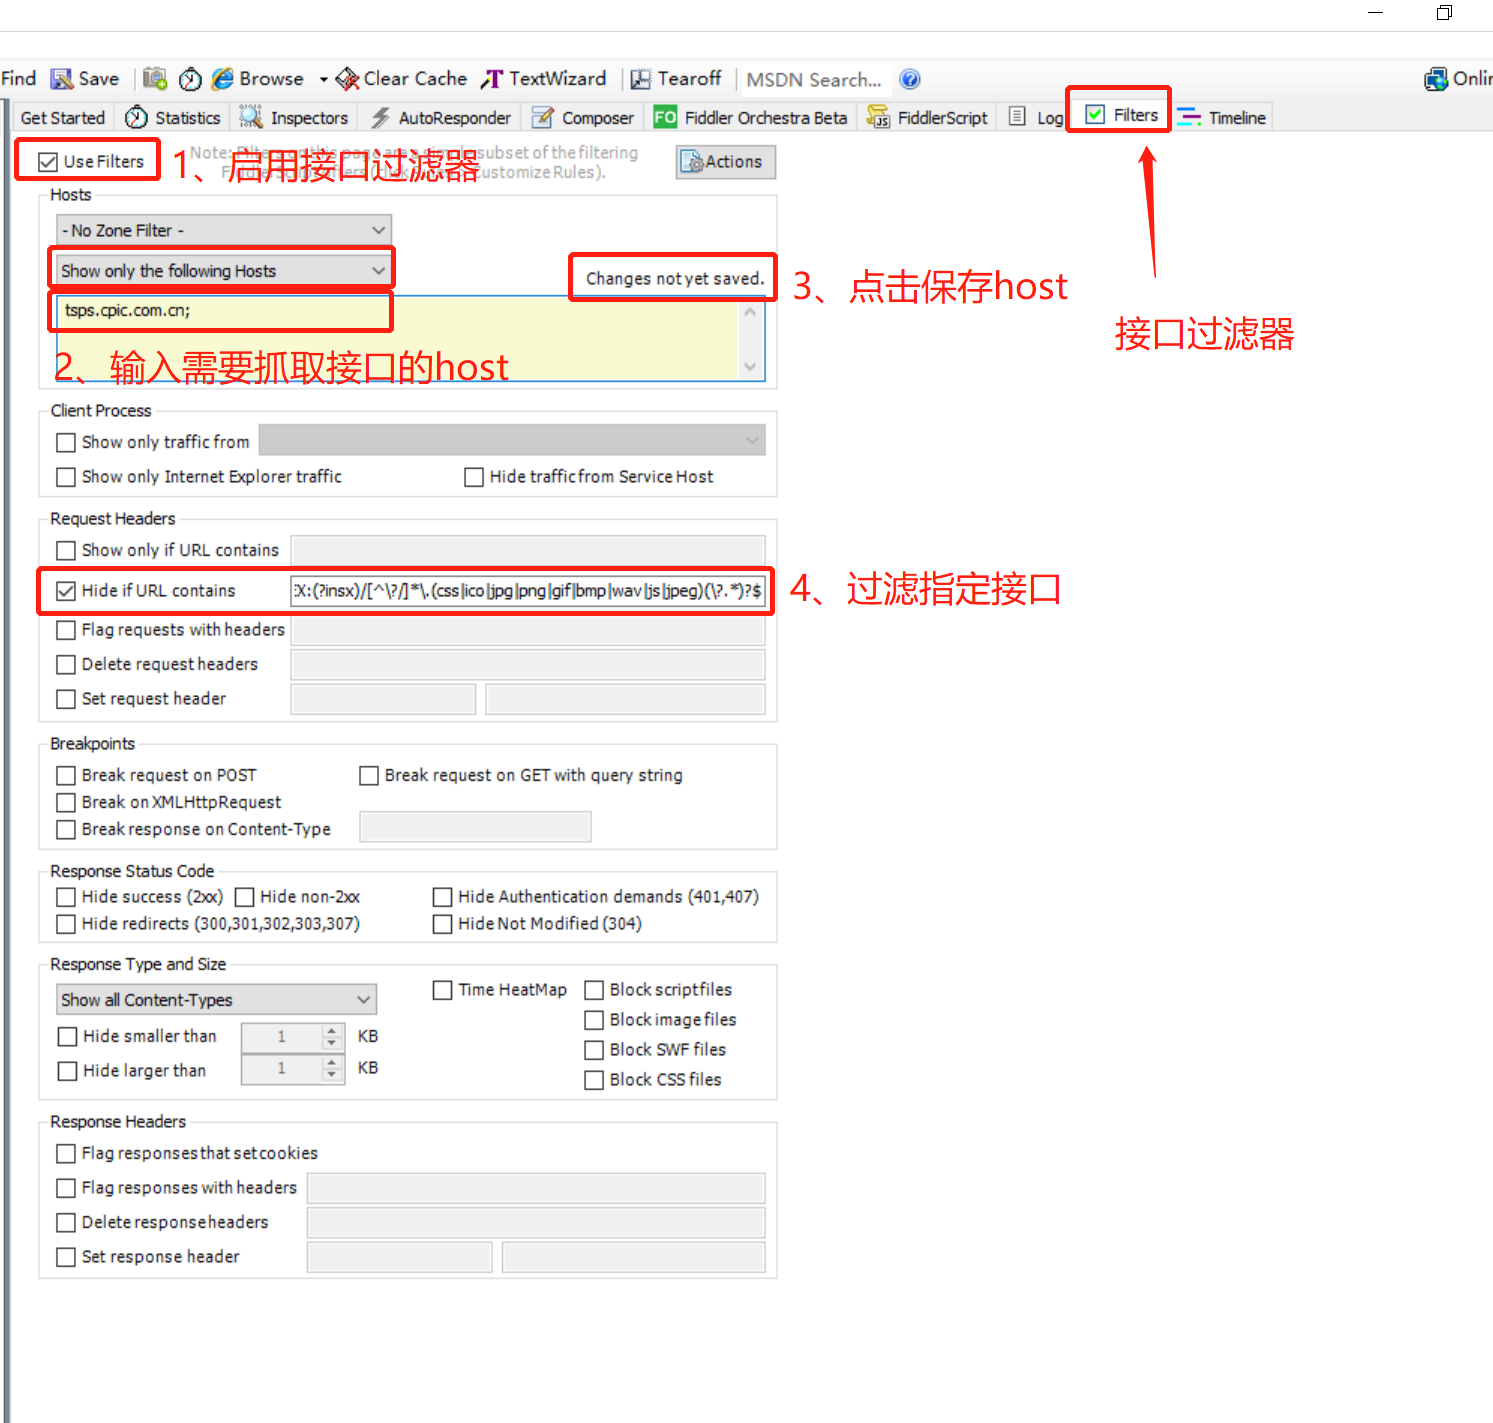 Find Save Browse Clear Cache TextWizard Tearoff MSDN Search... Onlin
Get Started Statistics Inspectors AutoResponder Composer FO Fiddler Orchestra Beta FiddlerScript Log Filters Timeline
Use Filters
1、启用接口过滤器
Note: Filters on this page are a simple subset of the filtering
Customize Rules).
Actions
接口过滤器
Hosts
- No Zone Filter -
Show only the following Hosts
Changes not yet saved.
3、点击保存host
tsps.cpic.com.cn;
2、输入需要抓取接口的host
Client Process
Show only traffic from
Show only Internet Explorer traffic Hide traffic from Service Host
Request Headers
Show only if URL contains
Hide if URL contains X:(?insx)/[^\?/]*\.(css|ico|jpg|png|gif|bmp|wav|js|jpeg)(\?.*)?$
4、过滤指定接口
Flag requests with headers
Delete request headers
Set request header
Breakpoints
Break request on POST Break request on GET with query string
Break on XMLHttpRequest
Break response on Content-Type
Response Status Code
Hide success (2xx) Hide non-2xx Hide Authentication demands (401,407)
Hide redirects (300,301,302,303,307) Hide Not Modified (304)
Response Type and Size
Show all Content-Types Time HeatMap Block script files
Block image files
Hide smaller than 1 KB
Block SWF files
Hide larger than 1 KB
Block CSS files
Response Headers
Flag responses that set cookies
Flag responses with headers
Delete response headers
Set response header